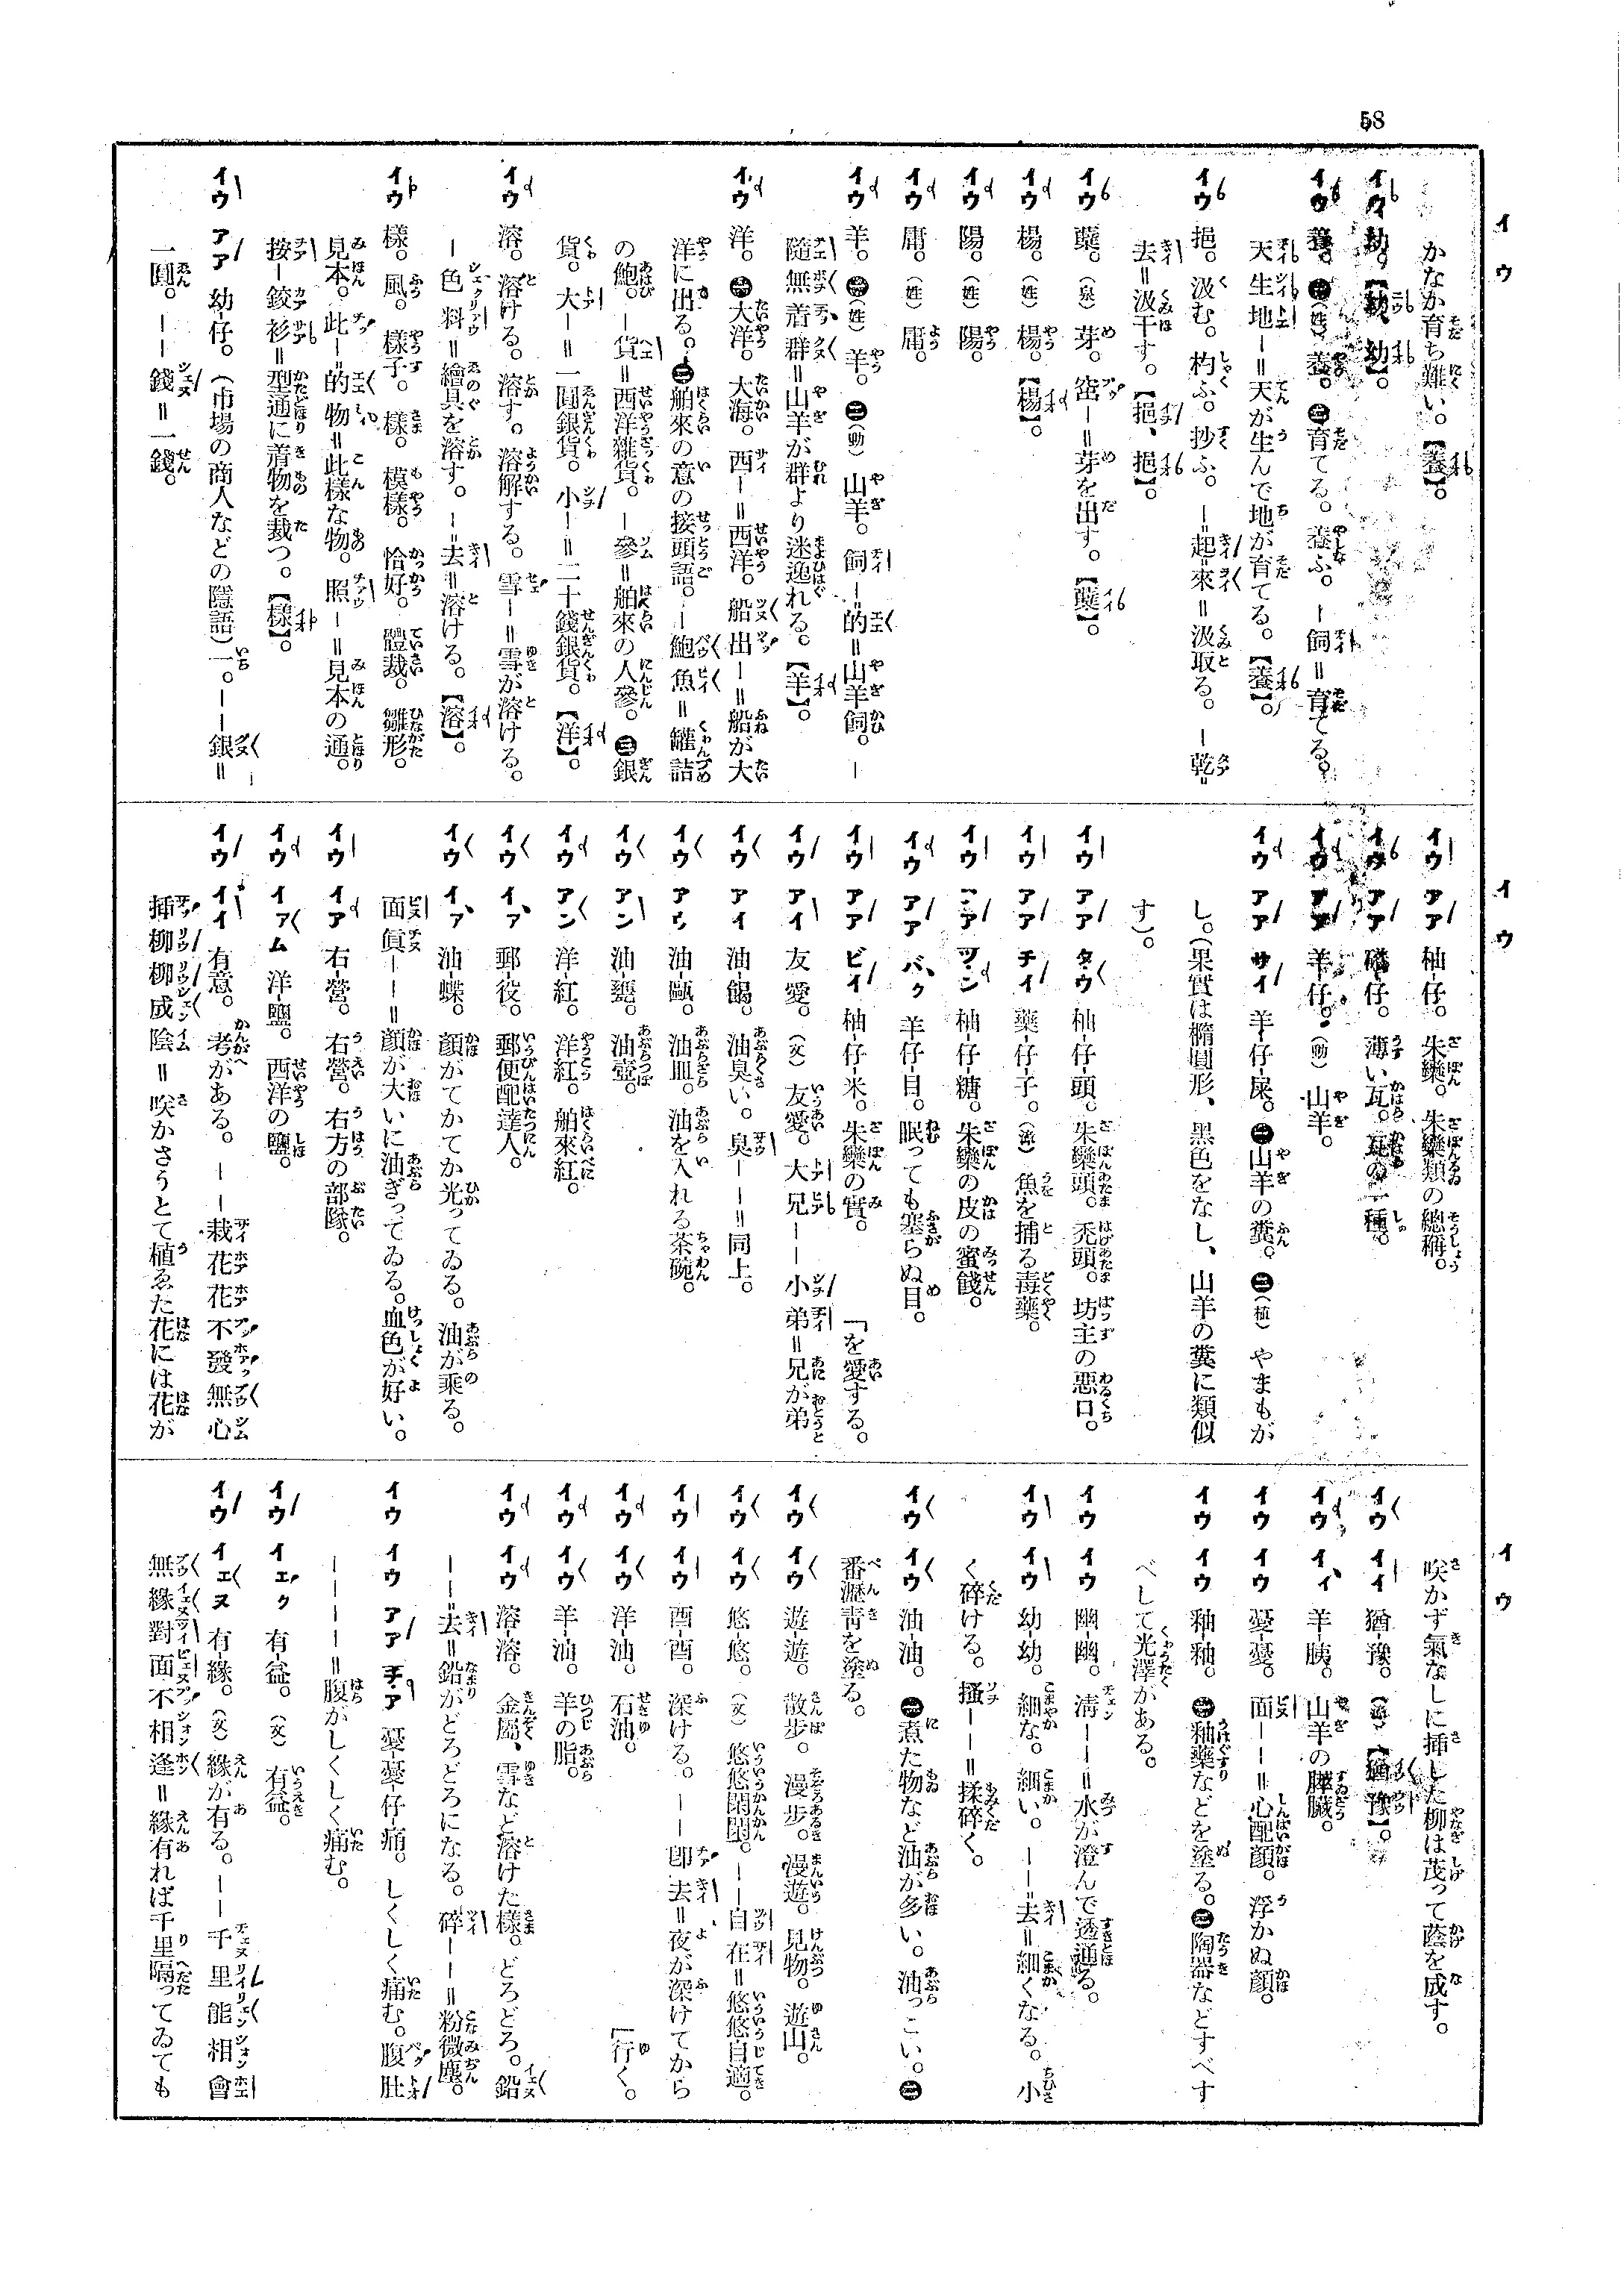 58
イウ
イウ
イウ
かなか育ち難い。【養】。
イウ 幼。【幼、幼】。
イウ 養。㊀(姓)養。㊁育てる。養ふ。―飼=育てる。
天生地―=天が生んで地が育てる。【養】。
イウ 挹。汲む。杓ふ。抄ふ。―起來=汲取る。―乾
去=汲干す。【挹、挹】。
イウ 蕥。(泉)芽。―=芽を出す。
イウ 楊。(姓)楊。【楊】。
イウ 陽。(姓)陽。
イウ 庸。(姓)庸。
イウ 羊。㊀(姓)羊。㊁(動)山羊。飼―的=山羊飼。―
隨無着群=山羊が群より迷逸れる。【羊】。
イウ 洋。㊀大洋。大海。西―=西洋。船出―=船が大
洋に出る。㊁舶來の意の接頭語。―鮑魚=罐詰
の鮑。―貨=西洋雜貨。―參=舶來の人參。㊂銀
貨。大―=一圓銀貨。小―=二十錢銀貨。【洋】。
イウ 溶。溶ける。溶す。溶解する。雪―=雪が溶ける。
―色料=繪具を溶す。―去=溶ける。【溶】。
イウ 樣。風。樣子。樣。模樣。恰好。體裁。雛形。
見本。此―的物=此樣な物。照―=見本の通。
按―鉸衫=型通に着物を裁つ。【樣】。
イウ アア 幼仔。(市場の商人などの隱語)一。――銀=
一圓。――錢=一錢。
イウ アア 柚仔。朱欒。朱欒類の總稱。
イウ アア 仔。薄い瓦。瓦の一種。
イウ アア 羊仔。(動)山羊。
イウ アア サイ 羊仔屎。㊀山羊の糞。㊁(植)やまもが
し。(果實は橢圓形、黑色をなし、山羊の糞に類似
す)。
イウ アア タウ 柚仔頭。朱欒頭。禿頭。坊主の惡口。
イウ アア チイ 藥仔子。(游)魚を捕る毒藥。
イウ アア 柚仔糖。朱欒の皮の蜜餞。
イウ アア バク 羊仔目。眠っても塞らぬ目。
イウ アア ビイ 柚仔米。朱欒の實。
「を愛する。
イウ アイ 友愛。(文)友愛。大兄――小弟=兄が弟
イウ アイ 油餲。油臭い。臭――=同上。
イウ アウ 油甌。油皿。油を入れる茶碗。
イウ アン 油甕。油壺。
イウ アン 洋紅。洋紅。舶來紅。
イウ イァ 郵役。郵便配達人。
イウ イァ 油蝶。顔がてかてか光ってゐる。油が乘る。
面眞――=顔が大いに油ぎってゐる。血色が好い。
イウ イア 右營。右營。右方の部隊。
イウ イァム 洋鹽。西洋の鹽。
イウ イイ 有意。考がある。――栽花花不發無心
挿柳柳成陰=咲かさうとて植ゑた花には花が
咲かず氣なしに挿した柳は茂って蔭を成す。
イウ イイ 猶豫。【猶豫】。
イウ イィ 羊胰。山羊の膵臟。
イウ イウ 憂憂。面――=心配顔。浮かぬ顔。
イウ イウ 釉釉。㊀釉藥などを塗る。㊁陶器などすべす
べして光澤がある。
イウ イウ 幽幽。淸――=水が澄んで透通る。
イウ イウ 幼幼。細な。細い。――去=細くなる。小
く碎ける。搔――=揉碎く。
イウ イウ 油油。㊀煮た物など油が多い。油っこい。㊁
番瀝靑を塗る。
イウ イウ 遊遊。散步。漫步。漫遊。見物。遊山。
イウ イウ 悠悠。(文)悠悠閑閑。――自在=悠悠自適。
イウ イウ 酉酉。深ける。――卽去=夜が深けてから
「行く。
イウ イウ 洋油。石油。
イウ イウ 羊油。羊の脂。
イウ イウ 溶溶。金屬、雪など溶けた樣。どろどろ。鉛
――去=鉛がどろどろになる。碎――=粉微塵。
イウ イウ アア 憂憂仔痛。しくしく痛む。腹肚
――――=腹がしくしく痛む。
イウ イェク 有益。(文)有益。
イウ イェヌ 有緣。(文)緣が有る。――千里能相會
無緣對面不相逢=緣有れば千里隔ってゐても